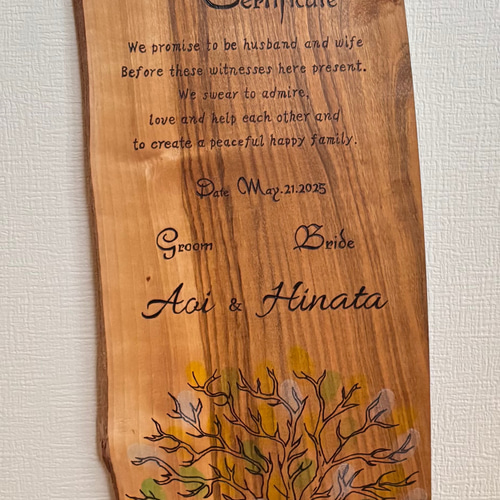 Certificate
We promise to be husband and wife
Before these witnesses here present.
We swear to admire,
love and help each other and
to create a peaceful happy family.
Date May.21.2025
Groom Bride
Aoi & Hinata